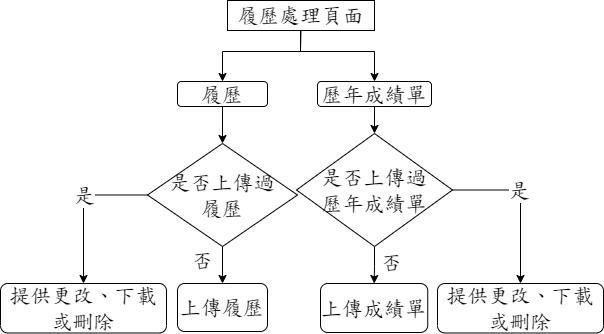 履歷處理頁面
履歷
歷年成績單
是否上傳過
履歷
是否上傳過
歷年成績單
是
是
否
否
提供更改、下載
或刪除
上傳履歷
上傳成績單
提供更改、下載
或刪除